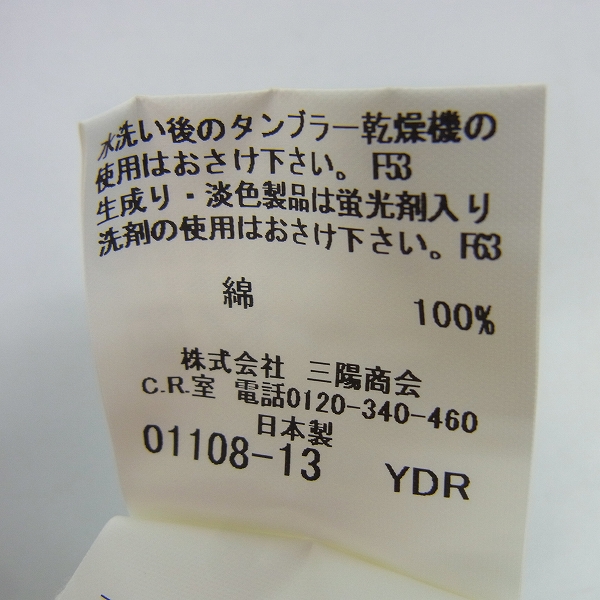 水洗い後のタンブラー乾燥機の
使用はおさけ下さい。F53
生成り・淡色製品は蛍光剤入り
洗剤の使用はおさけ下さい。F63
綿 100%
株式会社 三陽商会
C.R.室 電話0120-340-460
日本製
01108-13 YDR